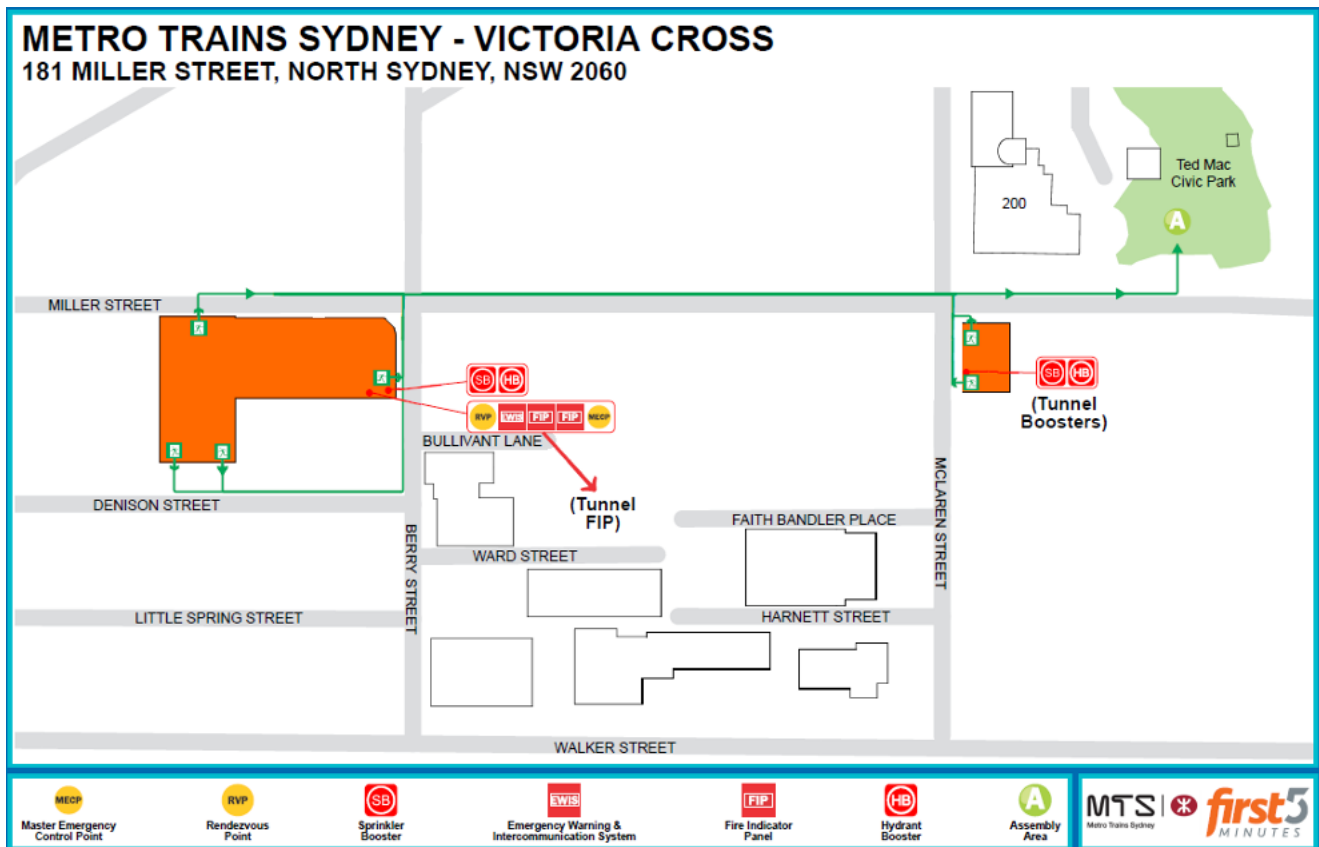 METRO TRAINS SYDNEY - VICTORIA CROSS
181 MILLER STREET, NORTH SYDNEY, NSW 2060
Ted Mac
Civic Park
200
A
MILLER STREET
SB HB
RVP EWIS FIP FIP MECP
SB HB
(Tunnel
Boosters)
BULLIVANT LANE
(Tunnel
FIP)
DENISON STREET
BERRY STREET
MCLAREN STREET
FAITH BANDLER PLACE
WARD STREET
LITTLE SPRING STREET
HARNETT STREET
WALKER STREET
MECP
Master Emergency
Control Point
RVP
Rendezvous
Point
SB
Sprinkler
Booster
EWIS
Emergency Warning &
Intercommunication System
FIP
Fire Indicator
Panel
HB
Hydrant
Booster
A
Assembly
Area
MTS
Metro Trains Sydney
first5
MINUTES